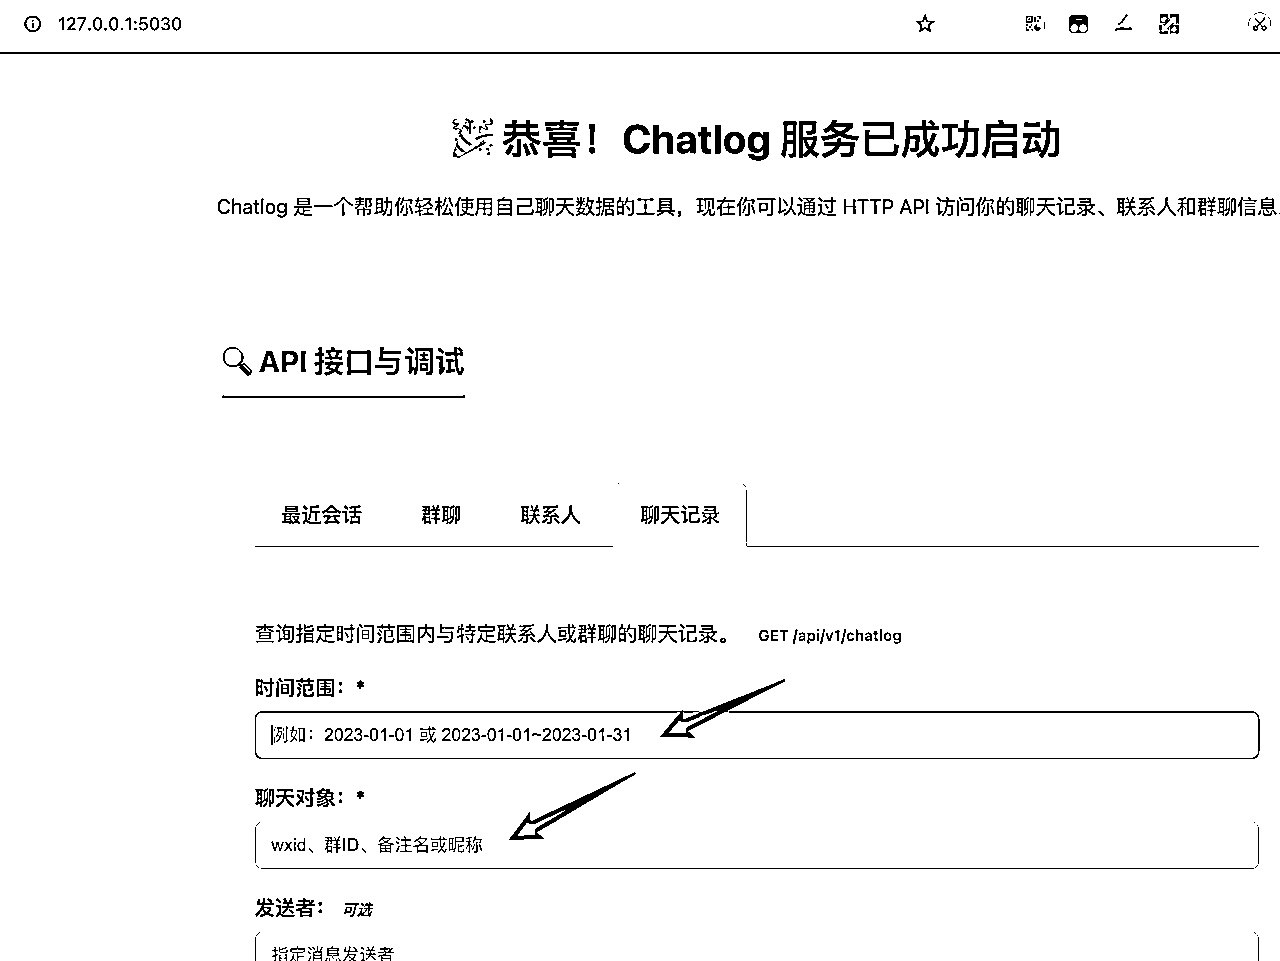 127.0.0.1:5030
恭喜！Chatlog 服务已成功启动
Chatlog 是一个帮助你轻松使用自己聊天数据的工具，现在你可以通过 HTTP API 访问你的聊天记录、联系人和群聊信息
API 接口与调试
最近会话 群聊 联系人 聊天记录
查询指定时间范围内与特定联系人或群聊的聊天记录。 GET /api/v1/chatlog
时间范围：*
例如：2023-01-01 或 2023-01-01~2023-01-31
聊天对象：*
wxid、群ID、备注名或昵称
发送者： 可选
指定消息发送者